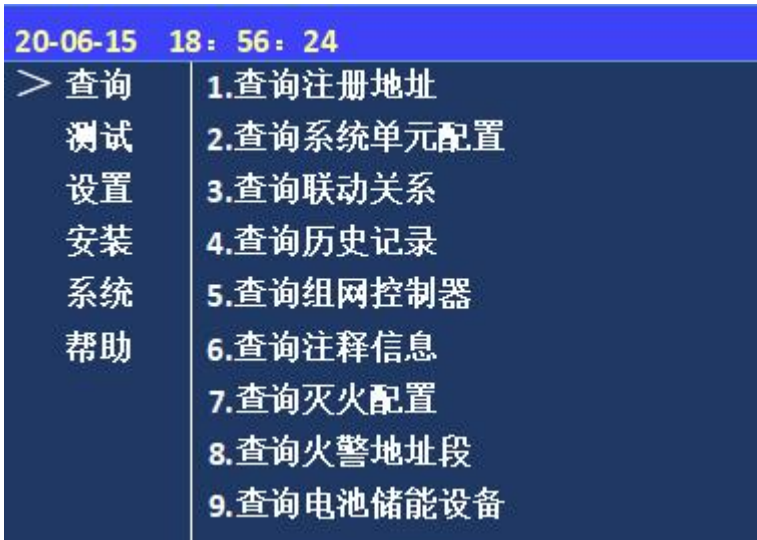 20-06-15 18：56：24
＞ 查询 1.查询注册地址
测试 2.查询系统单元配置
设置 3.查询联动关系
安装 4.查询历史记录
系统 5.查询组网控制器
帮助 6.查询注释信息
7.查询灭火配置
8.查询火警地址段
9.查询电池储能设备